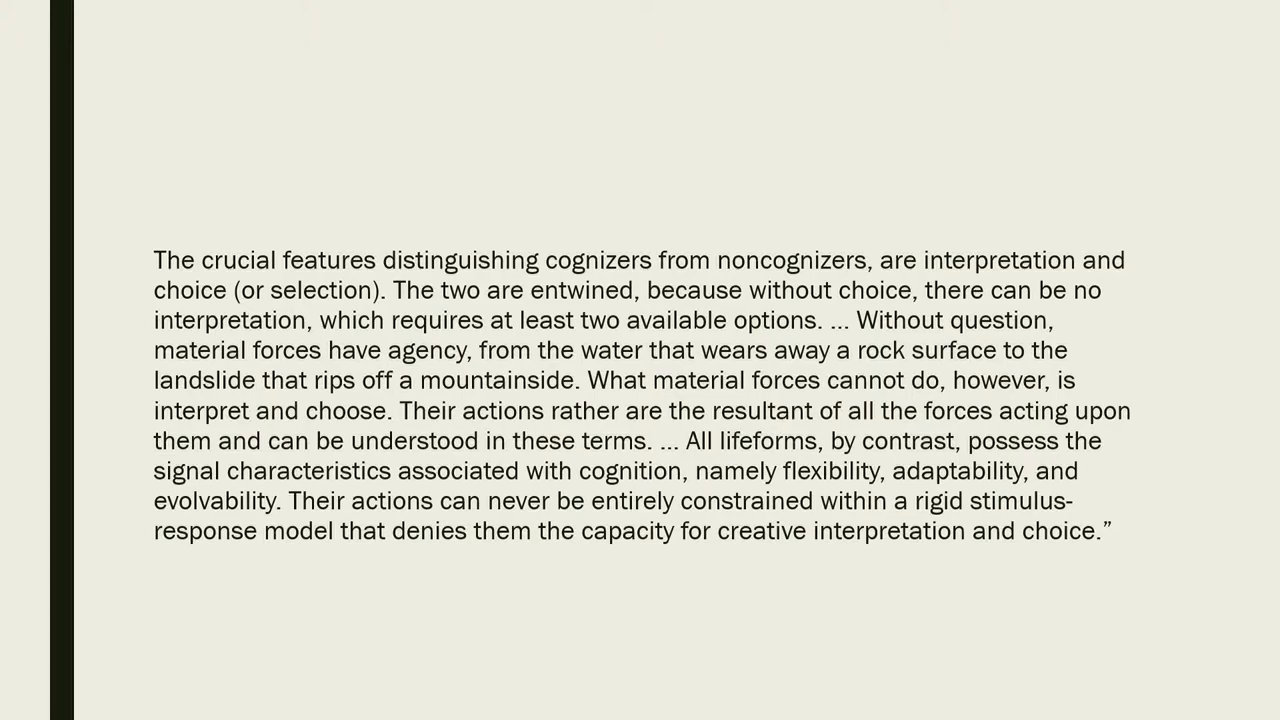 The crucial features distinguishing cognizers from noncognizers, are interpretation and
choice (or selection). The two are entwined, because without choice, there can be no
interpretation, which requires at least two available options. ... Without question,
material forces have agency, from the water that wears away a rock surface to the
landslide that rips off a mountainside. What material forces cannot do, however, is
interpret and choose. Their actions rather are the resultant of all the forces acting upon
them and can be understood in these terms. ... All lifeforms, by contrast, possess the
signal characteristics associated with cognition, namely flexibility, adaptability, and
evolvability. Their actions can never be entirely constrained within a rigid stimulus-
response model that denies them the capacity for creative interpretation and choice.”